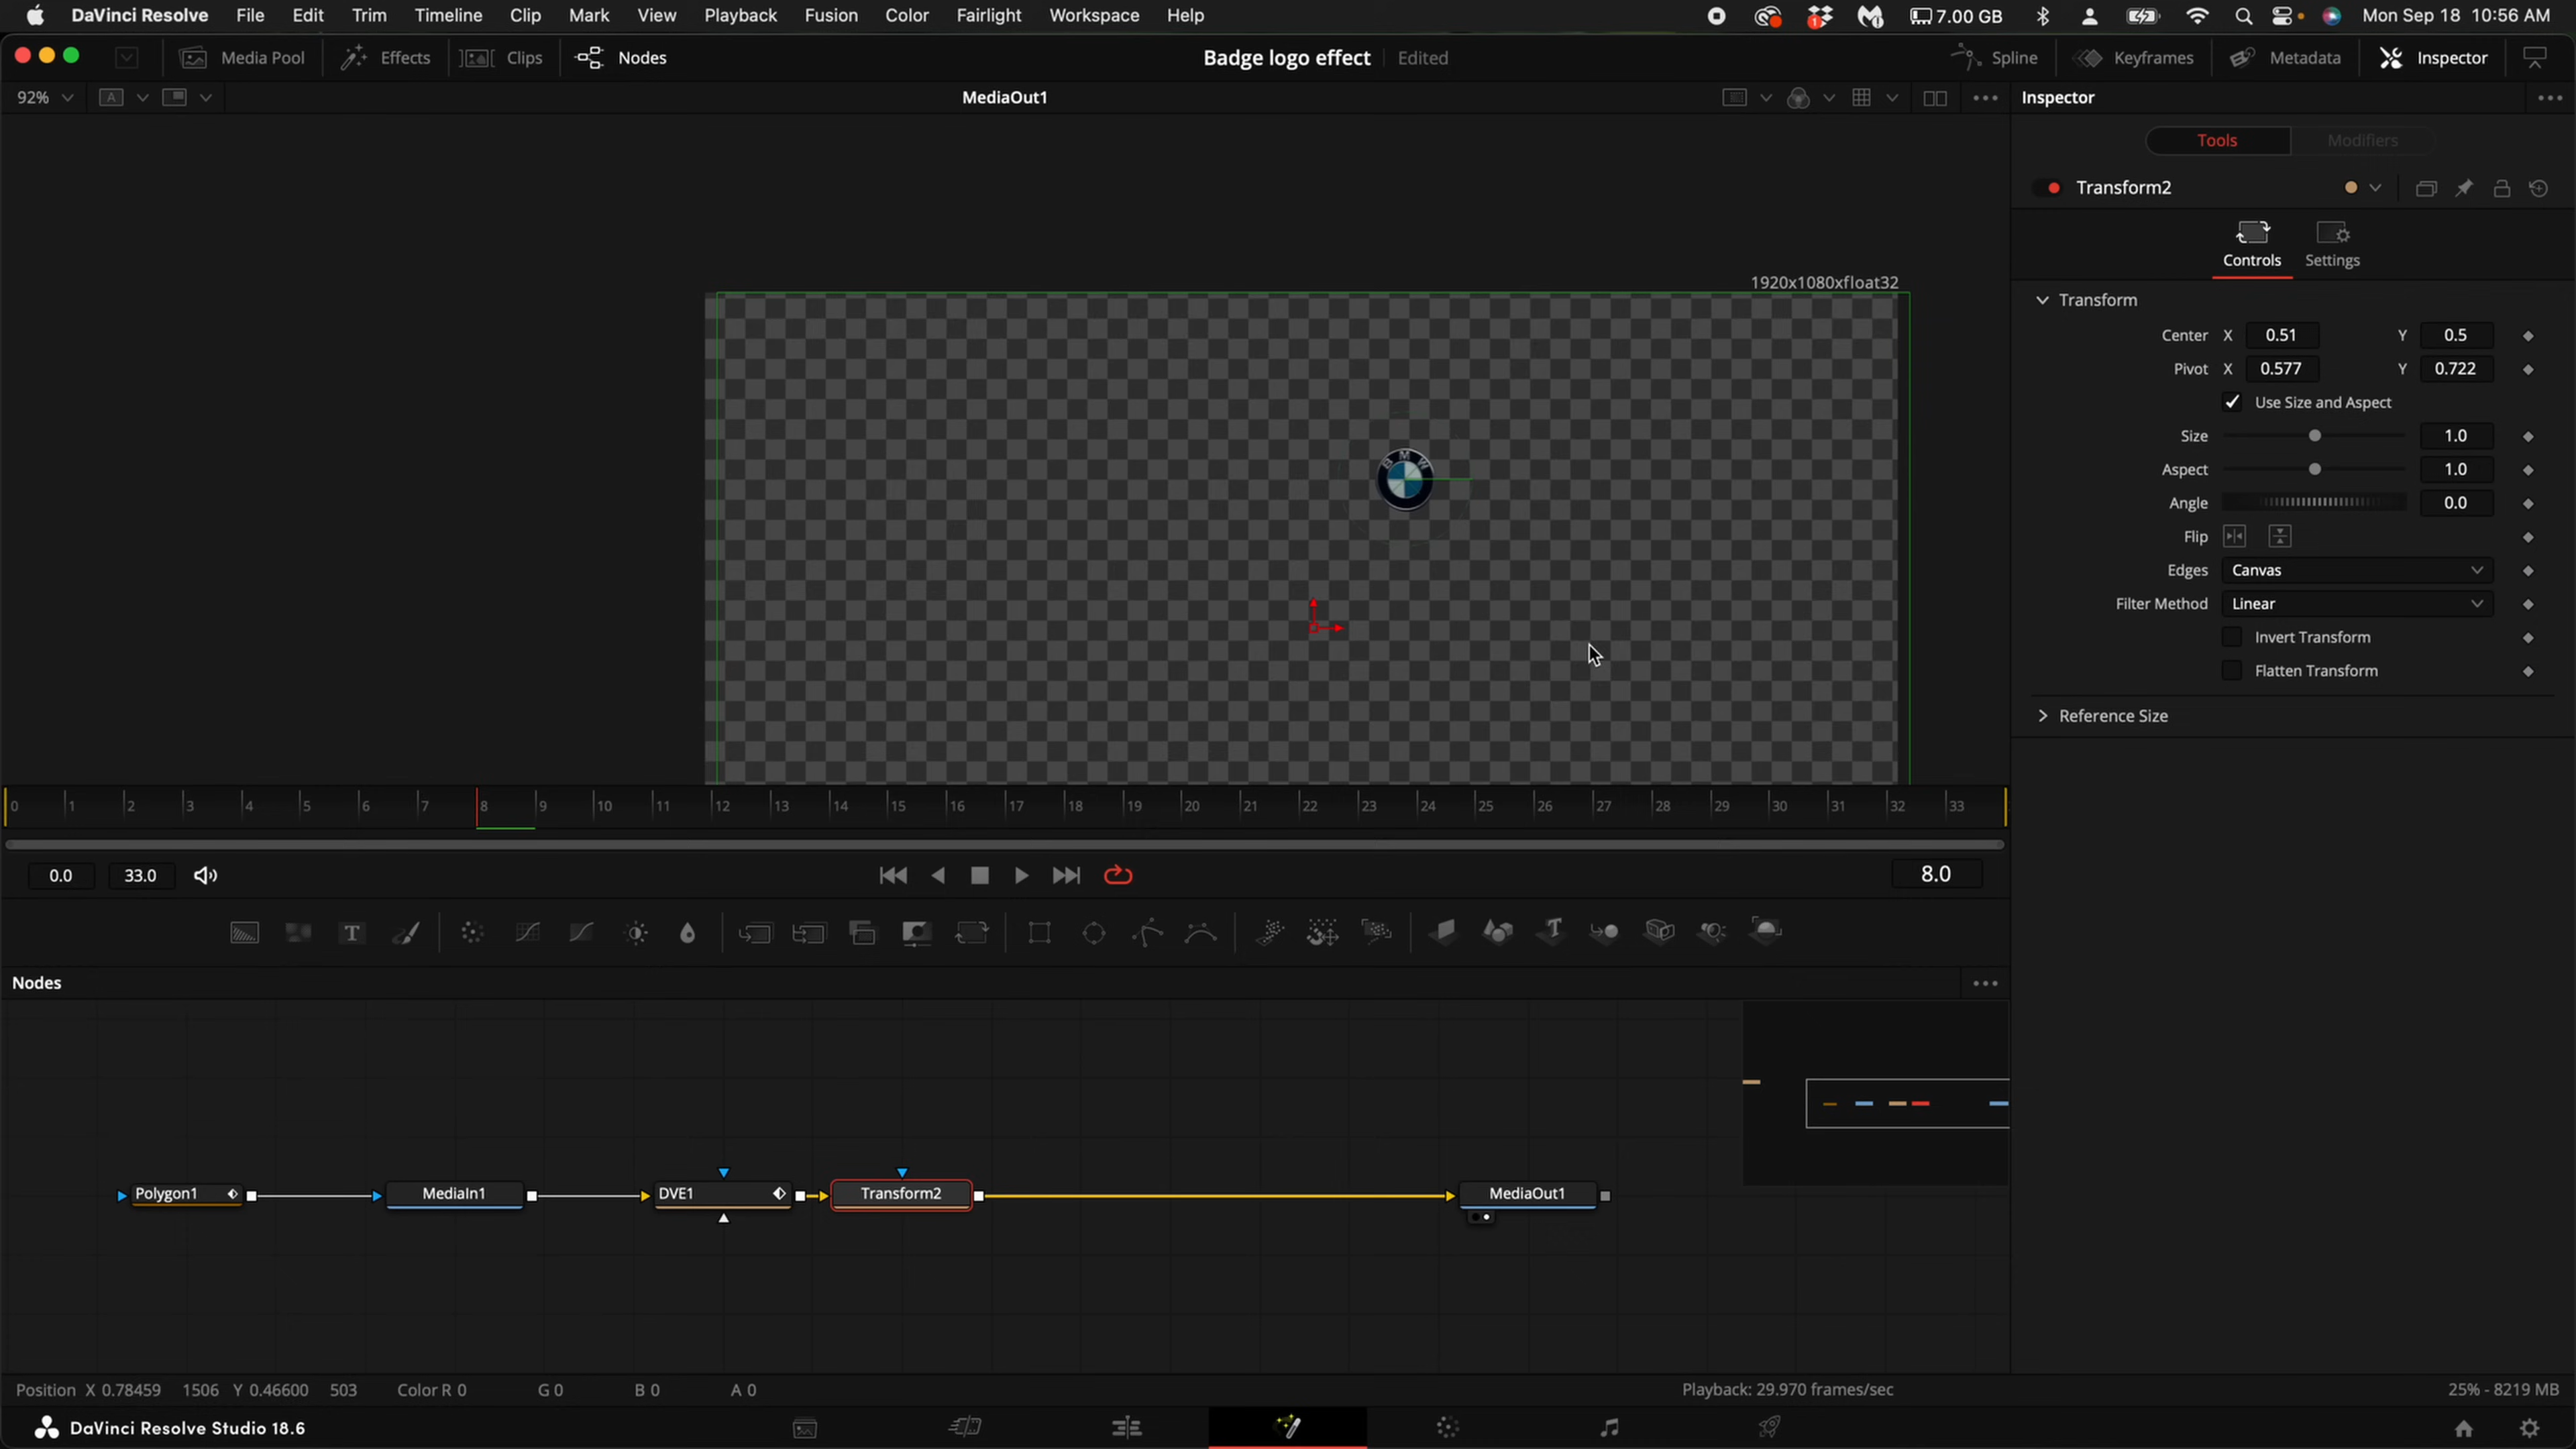 DaVinci Resolve File Edit Trim Timeline Clip Mark View Playback Fusion Color Fairlight Workspace Help 1 7.00 GB Mon Sep 18 10:56 AM
Media Pool Effects Clips Nodes Badge logo effect Edited Spline Keyframes Metadata Inspector
92% A MediaOut1 Inspector
Tools Modifiers
Transform2
Controls Settings
1920x1080xfloat32
Transform
Center X 0.51 Y 0.5
Pivot X 0.577 Y 0.722
Use Size and Aspect
Size 1.0
Aspect 1.0
Angle 0.0
Flip
Edges Canvas
Filter Method Linear
Invert Transform
Flatten Transform
Reference Size
BMW
0 1 2 3 4 5 6 7 8 9 10 11 12 13 14 15 16 17 18 19 20 21 22 23 24 25 26 27 28 29 30 31 32 33
0.0 33.0 8.0
T T
Nodes
Polygon1 MediaIn1 DVE1 Transform2 MediaOut1
Position X 0.78459 1506 Y 0.46600 503 Color R 0 G 0 B 0 A 0 Playback: 29.970 frames/sec 25% - 8219 MB
DaVinci Resolve Studio 18.6